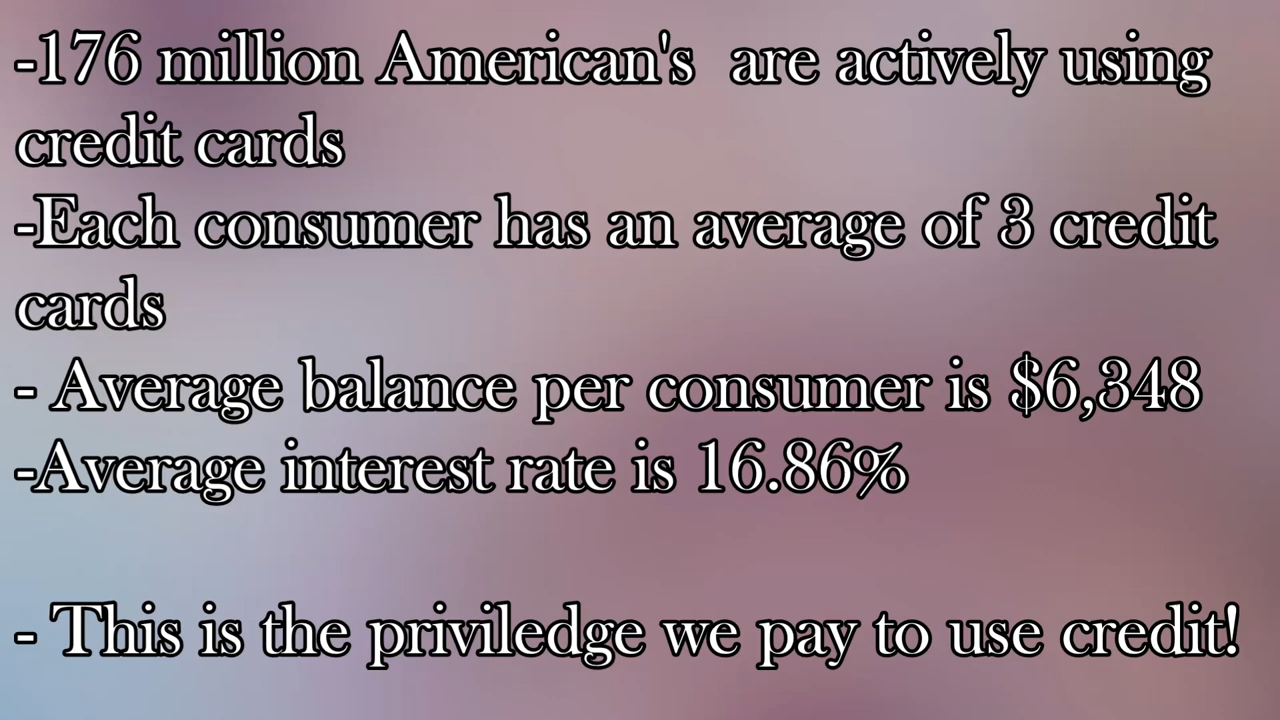 -176 million American's  are actively using
credit cards
-Each consumer has an average of 3 credit
cards
- Average balance per consumer is $6,348
-Average interest rate is 16.86%
- This is the priviledge we pay to use credit!